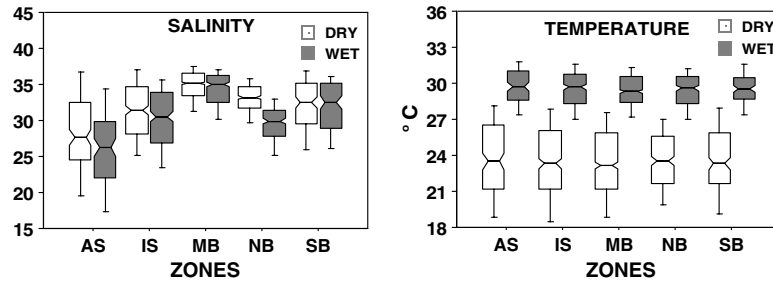 SALINITY
DRY
WET
45
40
35
30
25
20
15
AS IS MB NB SB
ZONES
TEMPERATURE
DRY
WET
°C
36
33
30
27
24
21
18
AS IS MB NB SB
ZONES